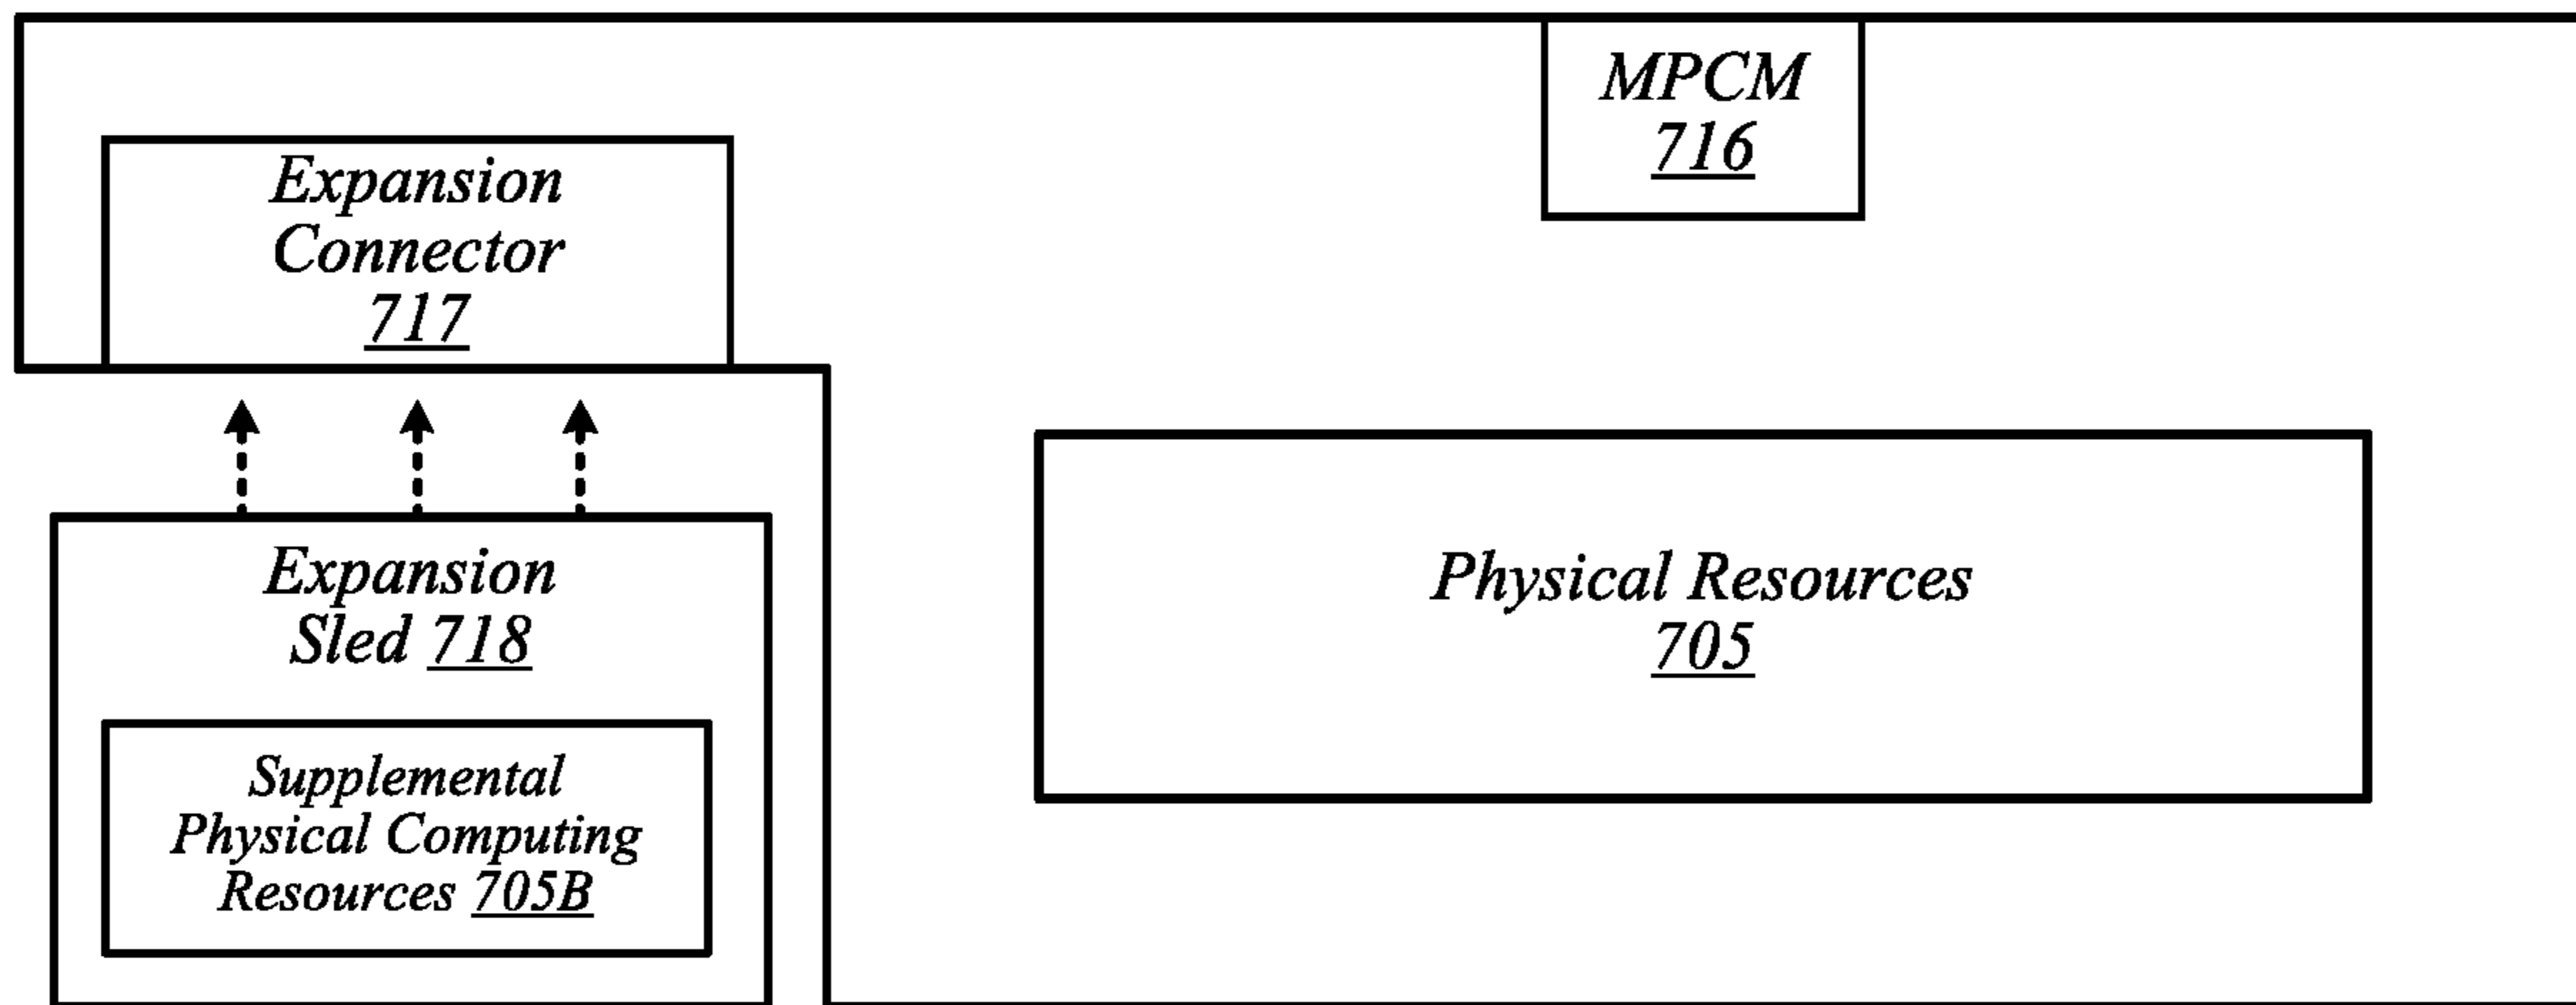 MPCM
716
Expansion
Connector
717
Expansion
Sled 718
Physical Resources
705
Supplemental
Physical Computing
Resources 705B